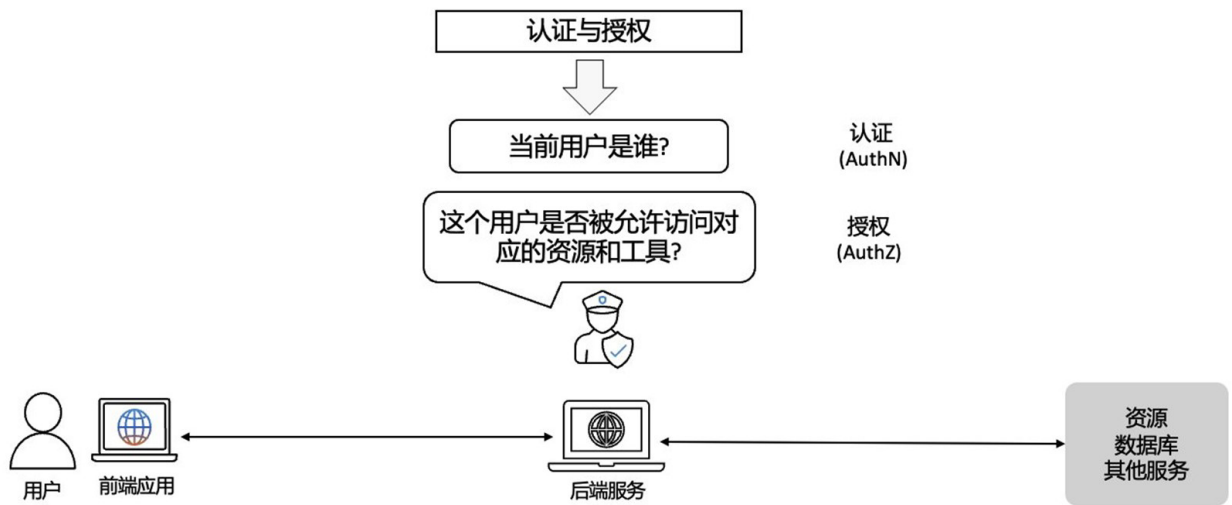 认证与授权
当前用户是谁?
认证
(AuthN)
这个用户是否被允许访问对
应的资源和工具?
授权
(AuthZ)
用户
前端应用
后端服务
资源
数据库
其他服务